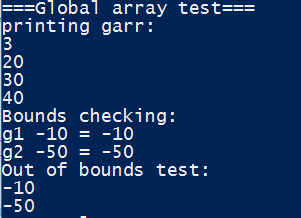 ===Global array test===
printing garr:
3
20
30
40
Bounds checking:
g1 -10 = -10
g2 -50 = -50
Out of bounds test:
-10
-50